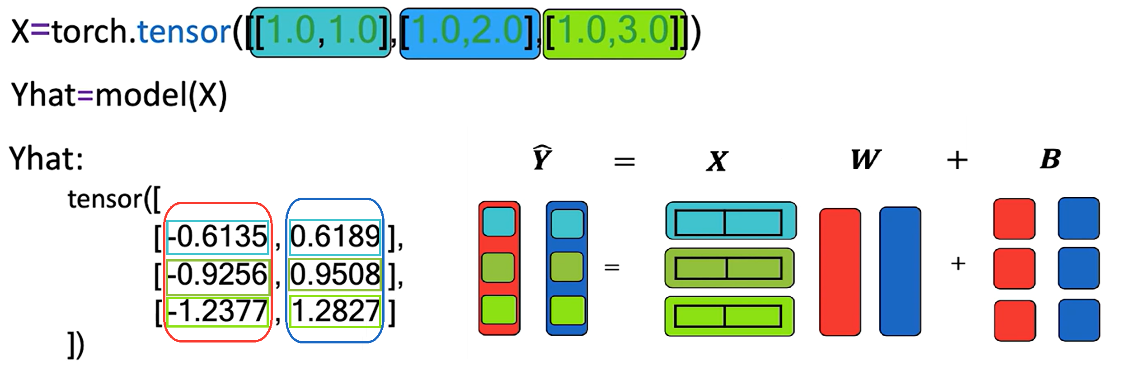 X=torch.tensor([[1.0,1.0],[1.0,2.0],[1.0,3.0]])
Yhat=model(X)
Yhat:
tensor([
[-0.6135, 0.6189],
[-0.9256, 0.9508],
[-1.2377, 1.2827]
])
Ŷ = X W + B
= +